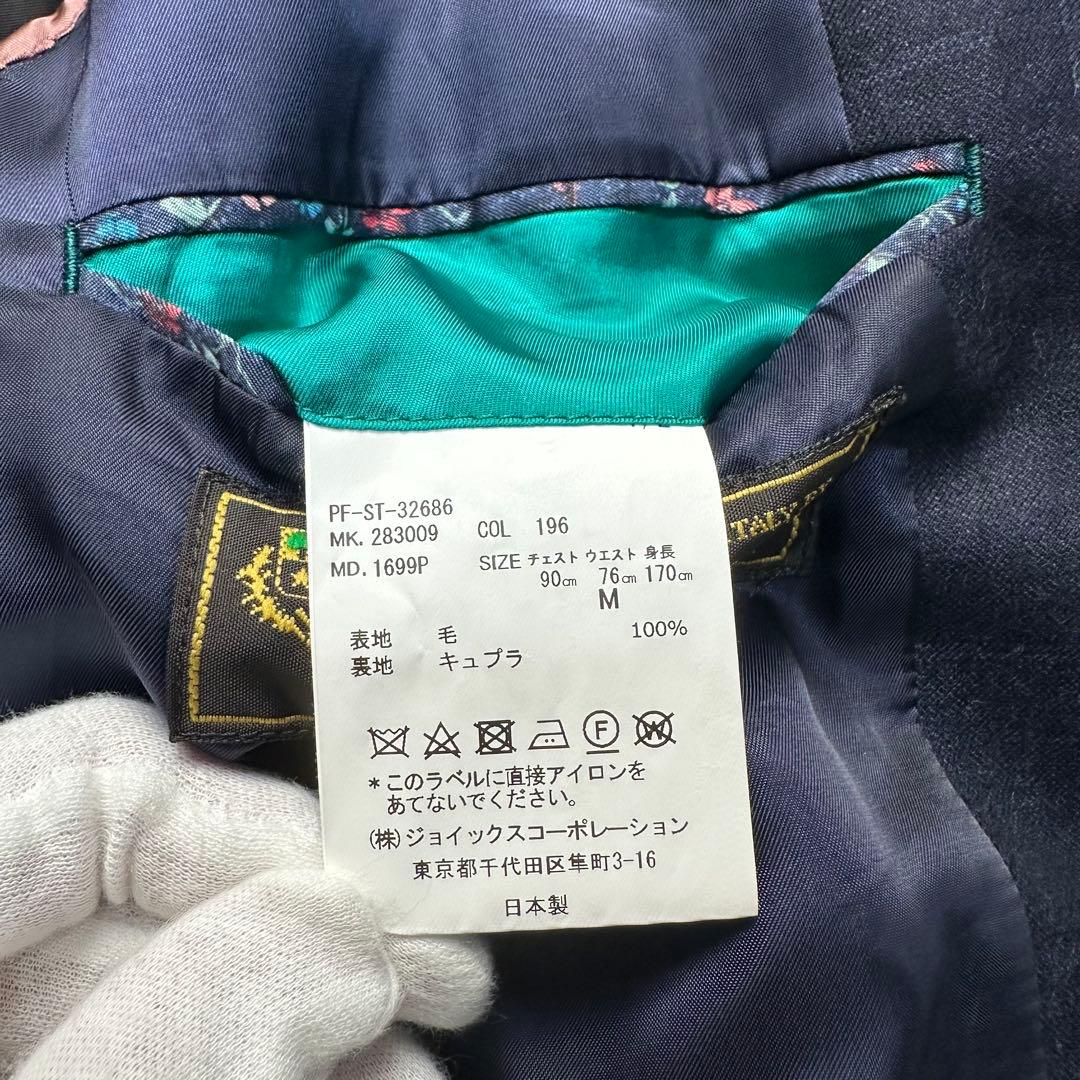 PF-ST-32686
MK. 283009 COL 196
MD. 1699P SIZE チェスト ウエスト 身長
90㎝ 76㎝ 170㎝
M
表地 毛 100%
裏地 キュプラ
F W
*このラベルに直接アイロンを
あてないでください。
(株)ジョイックスコーポレーション
東京都千代田区隼町3-16
日本製